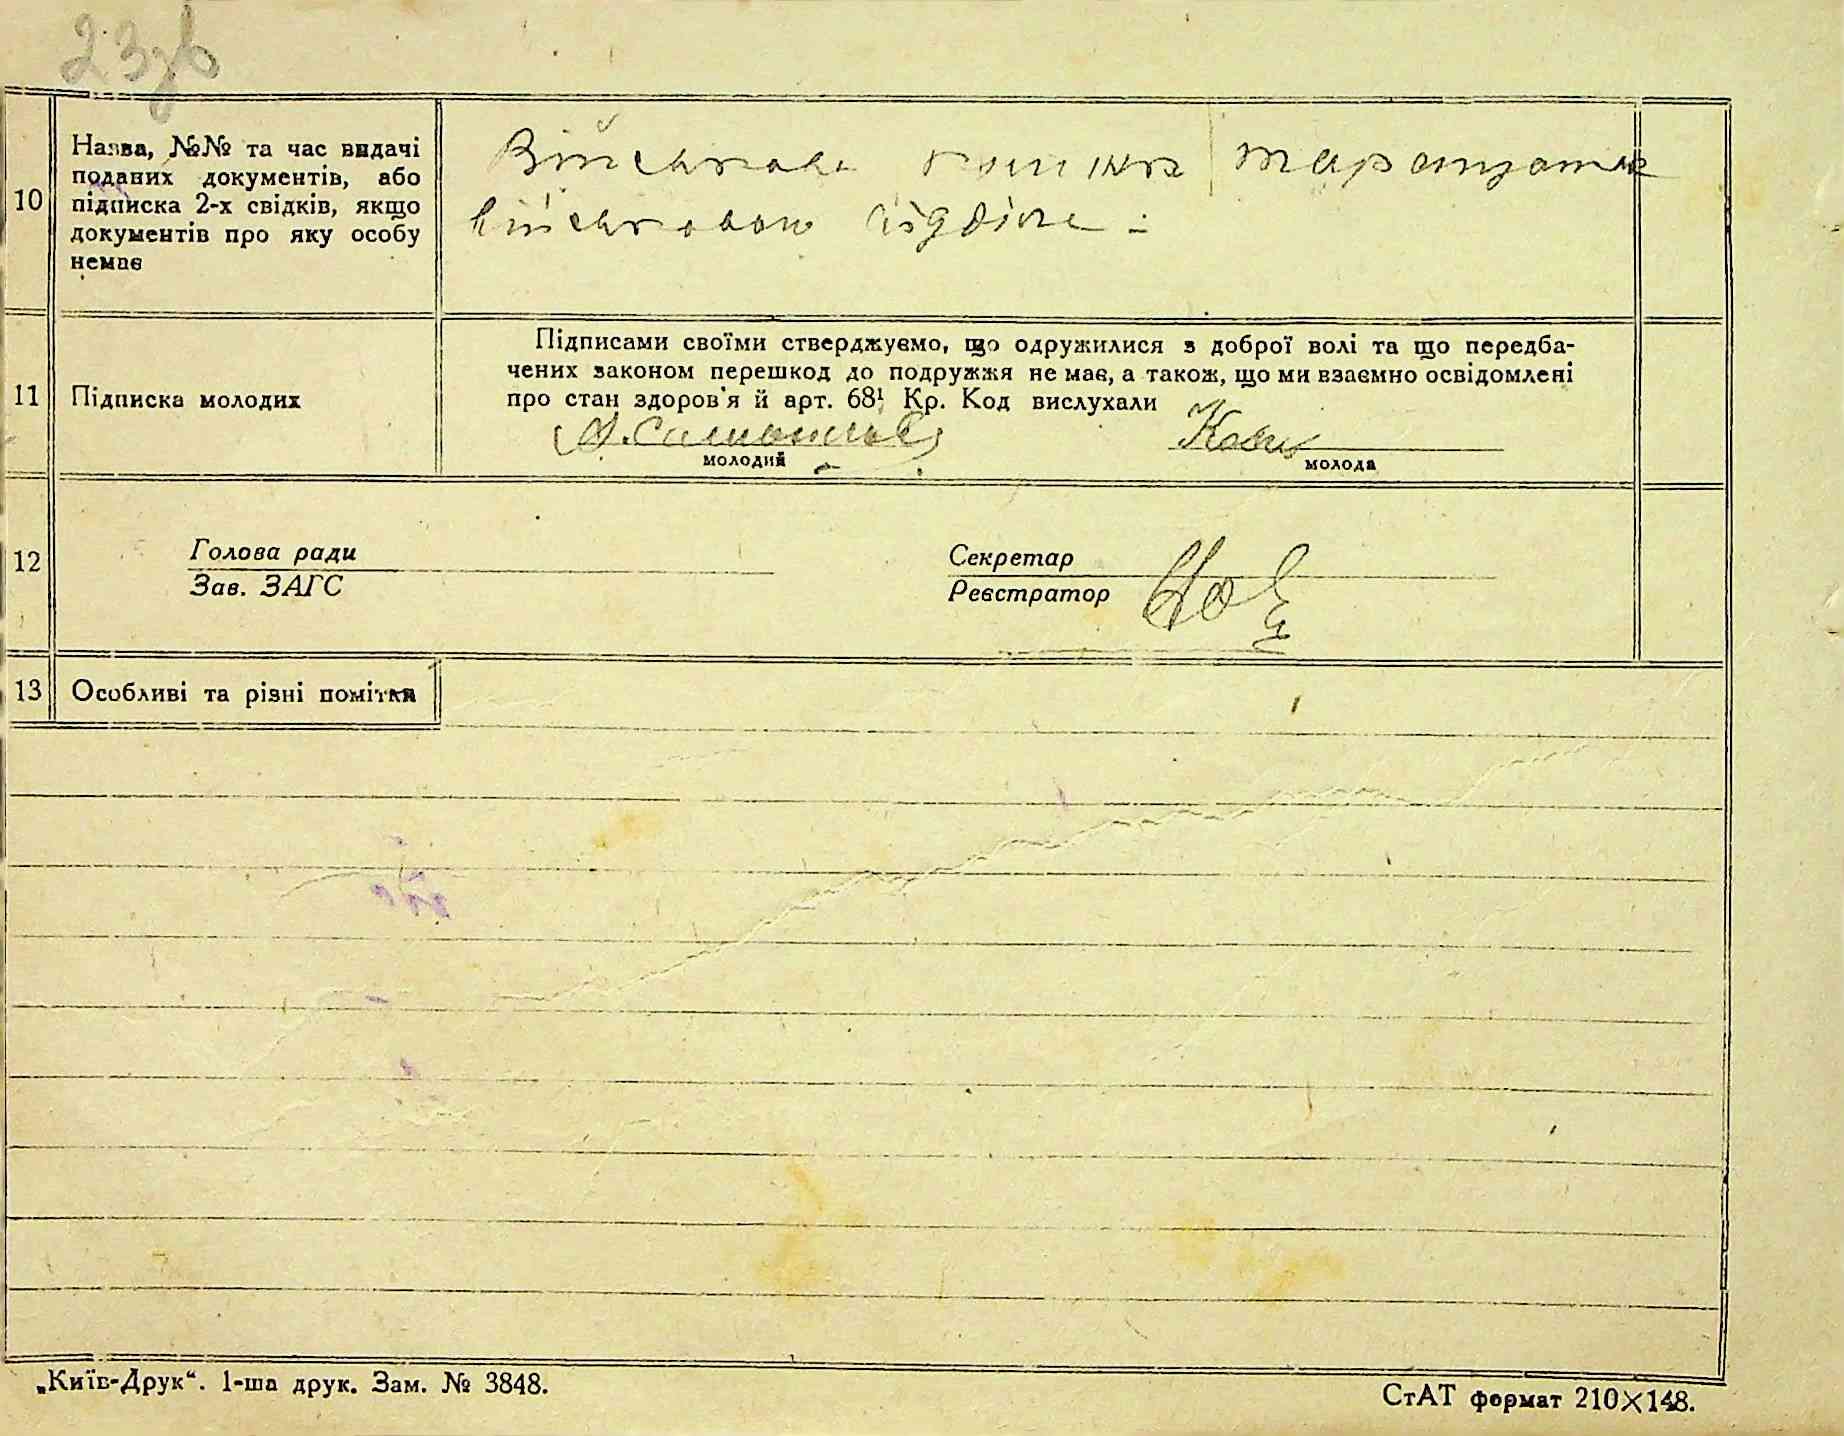 23зв
10
Назва, №№ та час видачі
поданих документів, або
підписка 2-х свідків, якщо
документів про яку особу
немає
Військова книжка
військового відділу
11
Підписка молодих
Підписами своїми стверджуємо, що одружилися з доброї волі та що передба-
чених законом перешкод до подружжя не має, а також, що ми взаємно освідомлені
про стан здоров'я й арт. 68¹ Кр. Код вислухали
молодий
молода
12
Голова ради
Зав. ЗАГС
Секретар
Реєстратор
13
Особливі та різні помітки
„Київ-Друк“. 1-ша друк. Зам. № 3848.
СтАТ формат 210×148.